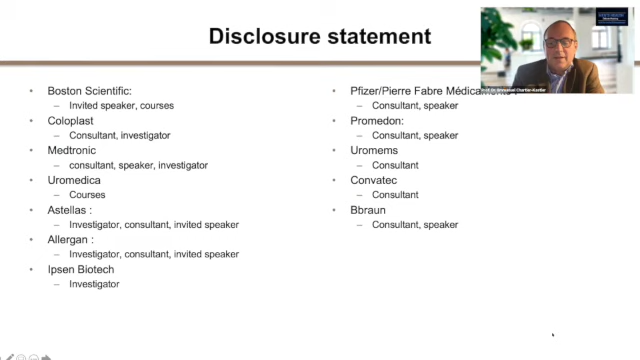 Disclosure statement
• Boston Scientific:
– Invited speaker, courses
• Coloplast
– Consultant, investigator
• Medtronic
– consultant, speaker, investigator
• Uromedica
– Courses
• Astellas :
– Investigator, consultant, invited speaker
• Allergan :
– Investigator, consultant, invited speaker
• Ipsen Biotech
– Investigator
• Pfizer/Pierre Fabre
– Consultant, speaker
• Promedon:
– Consultant, speaker
• Uromems
– Consultant
• Convatec
– Consultant
• Bbraun
– Consultant, speaker